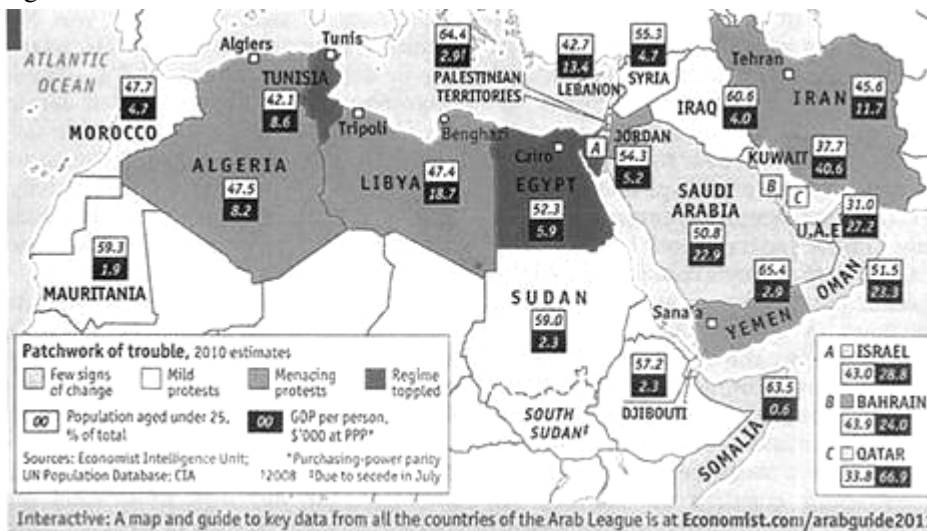 Algiers
Tunis
ATLANTIC
OCEAN
64.4
2.9†
42.7
13.4
55.3
4.7
PALESTINIAN
TERRITORIES
LEBANON
SYRIA
Tehran
TUNISIA
42.1
8.6
47.7
4.7
MOROCCO
Tripoli
Benghazi
IRAQ
60.6
4.0
IRAN
45.6
11.7
ALGERIA
47.5
8.2
LIBYA
47.4
18.7
Cairo
EGYPT
52.3
5.9
A
JORDAN
54.3
5.2
KUWAIT
37.7
40.6
B
C
SAUDI
ARABIA
50.8
22.9
31.0
27.2
U.A.E
59.3
1.9
MAURITANIA
SUDAN
59.0
2.3
65.4
2.9
OMAN
51.5
23.3
Sana'a
YEMEN
Patchwork of trouble, 2010 estimates
Few signs of change
Mild protests
Menacing protests
Regime toppled
00 Population aged under 25, % of total
00 GDP per person, $'000 at PPP*
Sources: Economist Intelligence Unit;
UN Population Database; CIA
*Purchasing-power parity
†2008 ‡Due to secede in July
SOUTH
SUDAN‡
57.2
2.3
DJIBOUTI
63.5
0.6
SOMALIA
A ISRAEL
43.0 28.8
B BAHRAIN
43.9 24.0
C QATAR
33.8 66.9
Interactive: A map and guide to key data from all the countries of the Arab League is at Economist.com/arabguide201